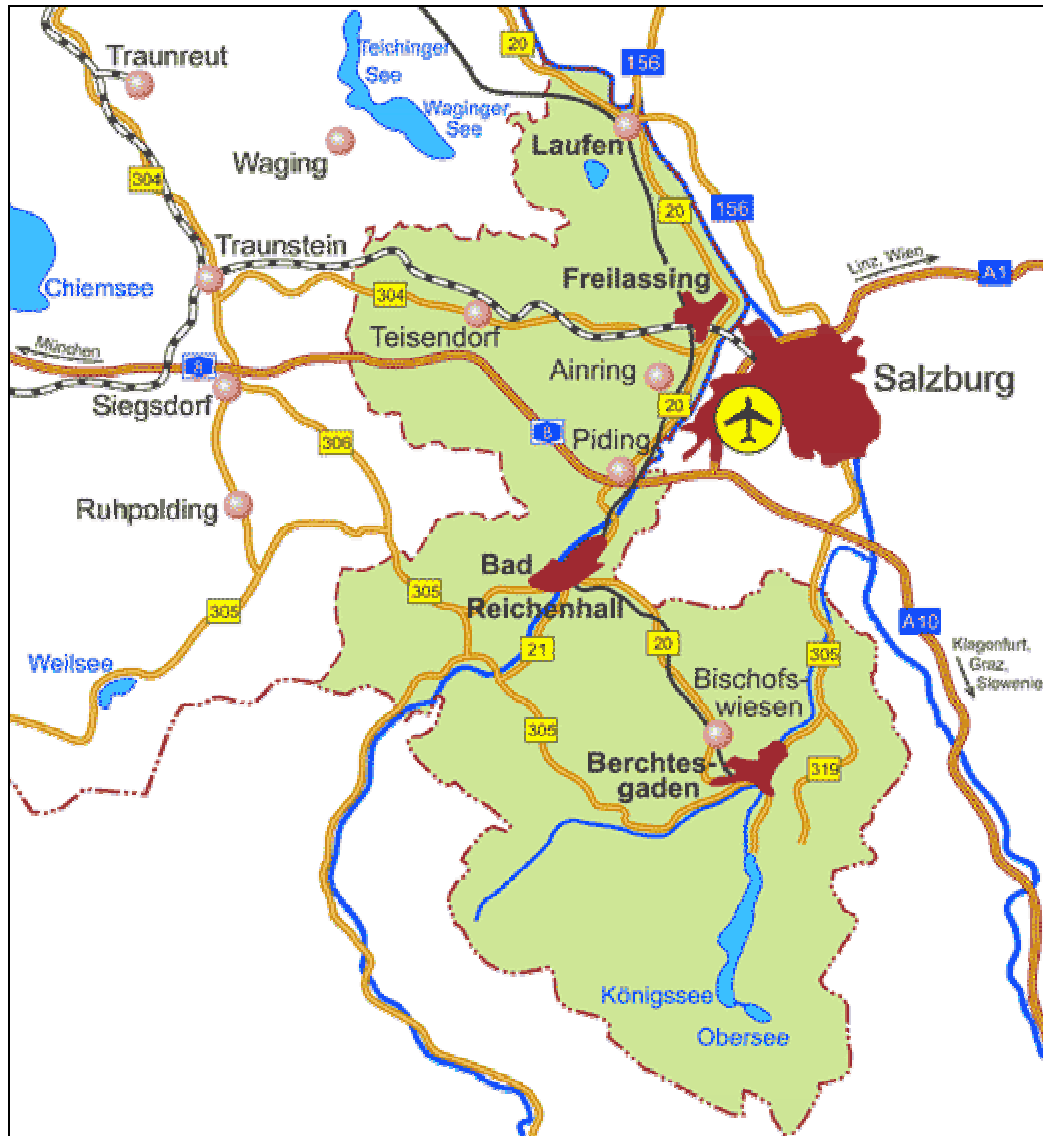 20
156
Teichinger
See
Traunreut
Waginger
See
Laufen
Waging
304
20
156
Traunstein
Linz, Wien
Freilassing
A1
Chiemsee
304
Teisendorf
München
8
Ainring
Salzburg
Siegsdorf
20
306
8
Piding
Ruhpolding
Bad
Reichenhall
305
305
A10
21
20
305
Klagenfurt,
Graz,
Slowenie
Weilsee
Bischofs-
wiesen
305
Berchtes-
gaden
319
Königssee
Obersee